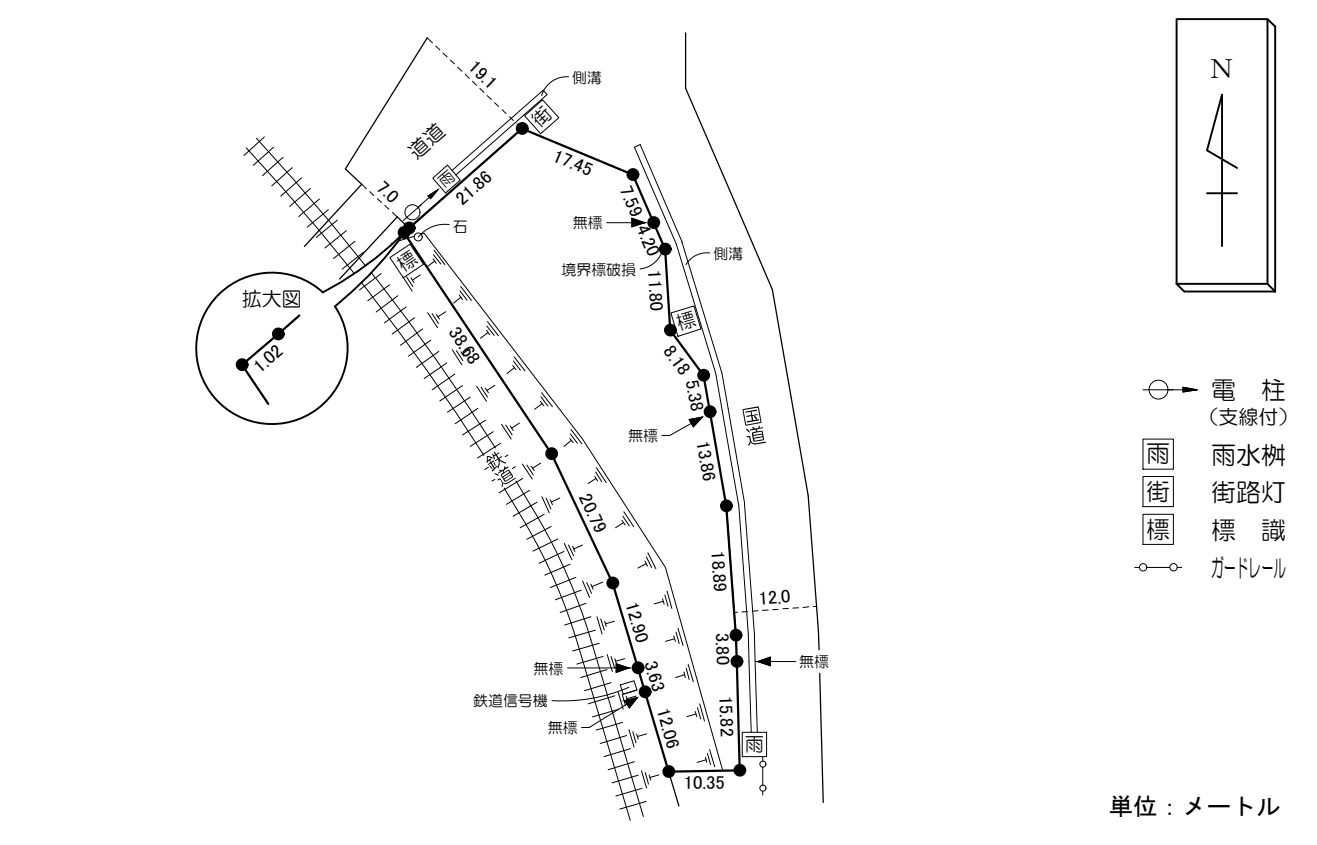 N
側溝
19.1
街
道道
雨
7.0
21.86
17.45
石
標
7.59
無標
4.20
境界標破損
側溝
11.80
標
拡大図
1.02
38.68
8.18
5.38
無標
国道
13.86
鉄道
20.79
18.89
12.0
12.90
3.80
無標
無標
3.63
鉄道信号機
無標
12.06
15.82
雨
10.35
電 柱
（支線付）
雨 雨水桝
街 街路灯
標 標 識
ガードレール
単位：メートル